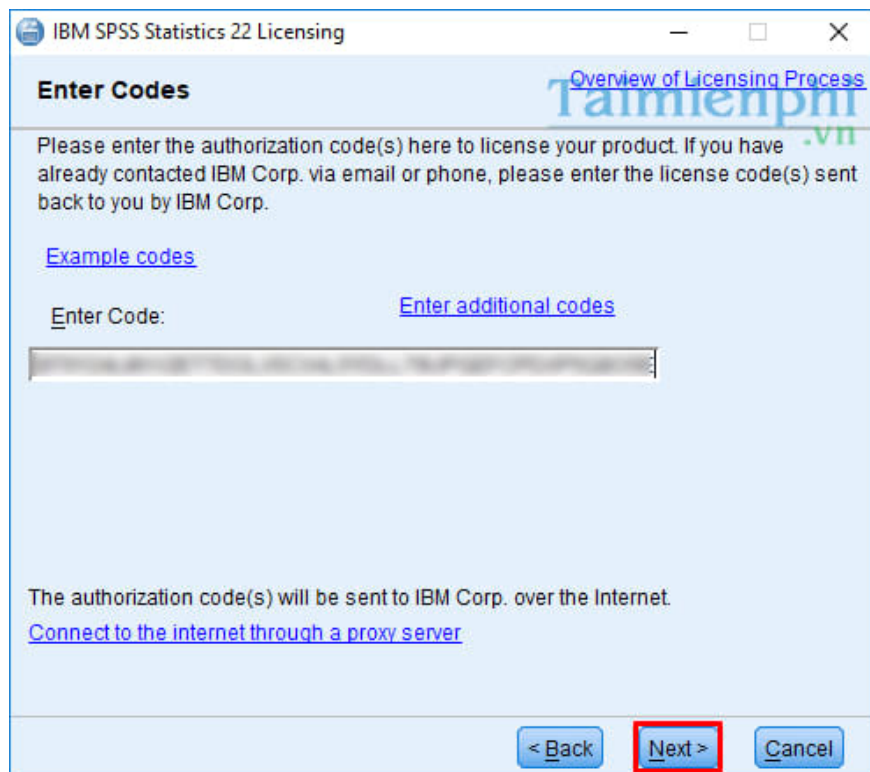 IBM SPSS Statistics 22 Licensing
Overview of Licensing Process
Enter Codes
Taimienphi
.vn
Please enter the authorization code(s) here to license your product. If you have
already contacted IBM Corp. via email or phone, please enter the license code(s) sent
back to you by IBM Corp.
Example codes
Enter additional codes
Enter Code:
The authorization code(s) will be sent to IBM Corp. over the Internet.
Connect to the internet through a proxy server
< Back
Next >
Cancel